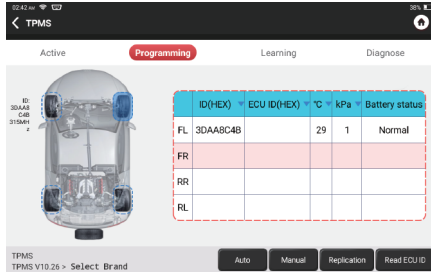 02:42 AM 38%
TPMS
Active Programming Learning Diagnose
ID:
3DAA8
C4B
315MH
z
ID(HEX) ECU ID(HEX) °C kPa Battery status
FL 3DAA8C4B 29 1 Normal
FR
RR
RL
TPMS
TPMS V10.26 > Select Brand
Auto Manual Replication Read ECU ID